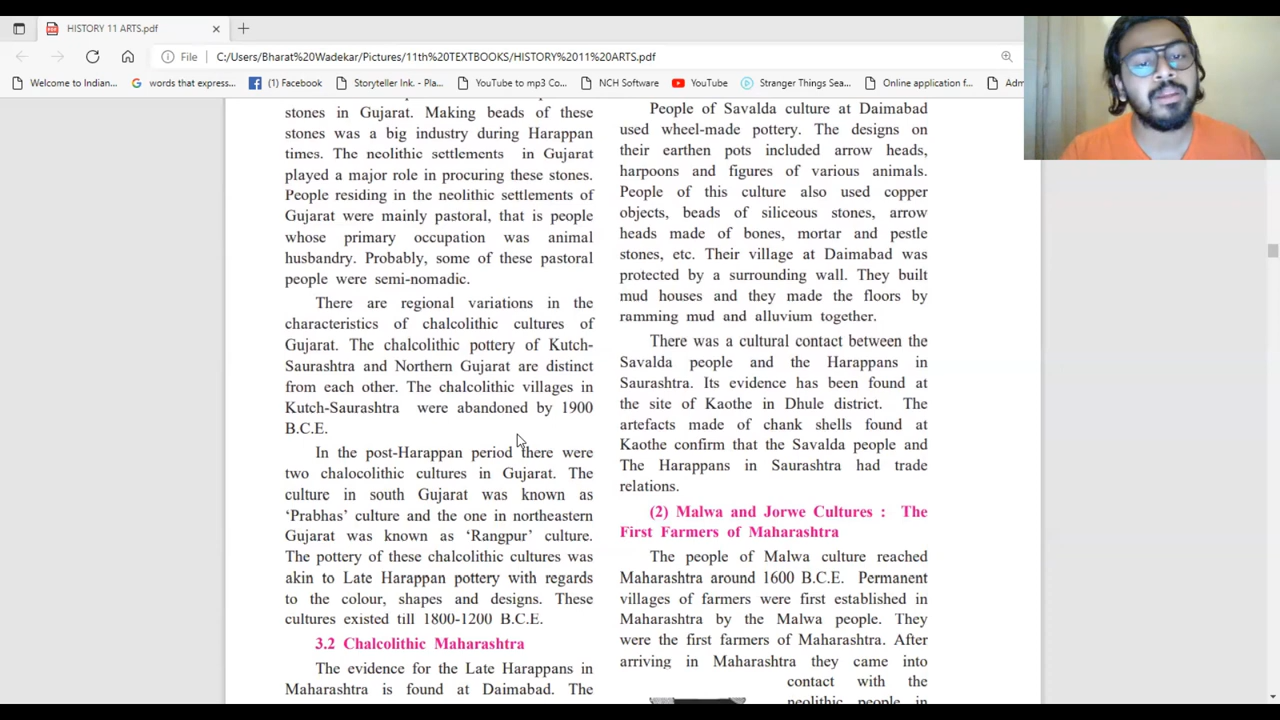 HISTORY 11 ARTS.pdf
File
C:/Users/Bharat%20Wadekar/Pictures/11th%20TEXTBOOKS/HISTORY%2011%20ARTS.pdf
Welcome to Indian...
words that express...
Facebook
Storyteller Ink. - Pla...
YouTube to mp3 Co...
NCH Software
YouTube
Stranger Things Sea...
Online application f...
Adm
stones in Gujarat. Making beads of these
stones was a big industry during Harappan
times. The neolithic settlements in Gujarat
played a major role in procuring these stones.
People residing in the neolithic settlements of
Gujarat were mainly pastoral, that is people
whose primary occupation was animal
husbandry. Probably, some of these pastoral
people were semi-nomadic.
There are regional variations in the
characteristics of chalcolithic cultures of
Gujarat. The chalcolithic pottery of Kutch-
Saurashtra and Northern Gujarat are distinct
from each other. The chalcolithic villages in
Kutch-Saurashtra were abandoned by 1900
B.C.E.
In the post-Harappan period there were
two chalocolithic cultures in Gujarat. The
culture in south Gujarat was known as
‘Prabhas’ culture and the one in northeastern
Gujarat was known as ‘Rangpur’ culture.
The pottery of these chalcolithic cultures was
akin to Late Harappan pottery with regards
to the colour, shapes and designs. These
cultures existed till 1800-1200 B.C.E.
3.2 Chalcolithic Maharashtra
The evidence for the Late Harappans in
Maharashtra is found at Daimabad. The
People of Savalda culture at Daimabad
used wheel-made pottery. The designs on
their earthen pots included arrow heads,
harpoons and figures of various animals.
People of this culture also used copper
objects, beads of siliceous stones, arrow
heads made of bones, mortar and pestle
stones, etc. Their village at Daimabad was
protected by a surrounding wall. They built
mud houses and they made the floors by
ramming mud and alluvium together.
There was a cultural contact between the
Savalda people and the Harappans in
Saurashtra. Its evidence has been found at
the site of Kaothe in Dhule district. The
artefacts made of chank shells found at
Kaothe confirm that the Savalda people and
The Harappans in Saurashtra had trade
relations.
(2) Malwa and Jorwe Cultures : The
First Farmers of Maharashtra
The people of Malwa culture reached
Maharashtra around 1600 B.C.E. Permanent
villages of farmers were first established in
Maharashtra by the Malwa people. They
were the first farmers of Maharashtra. After
arriving in Maharashtra they came into
contact with the
neolithic people in